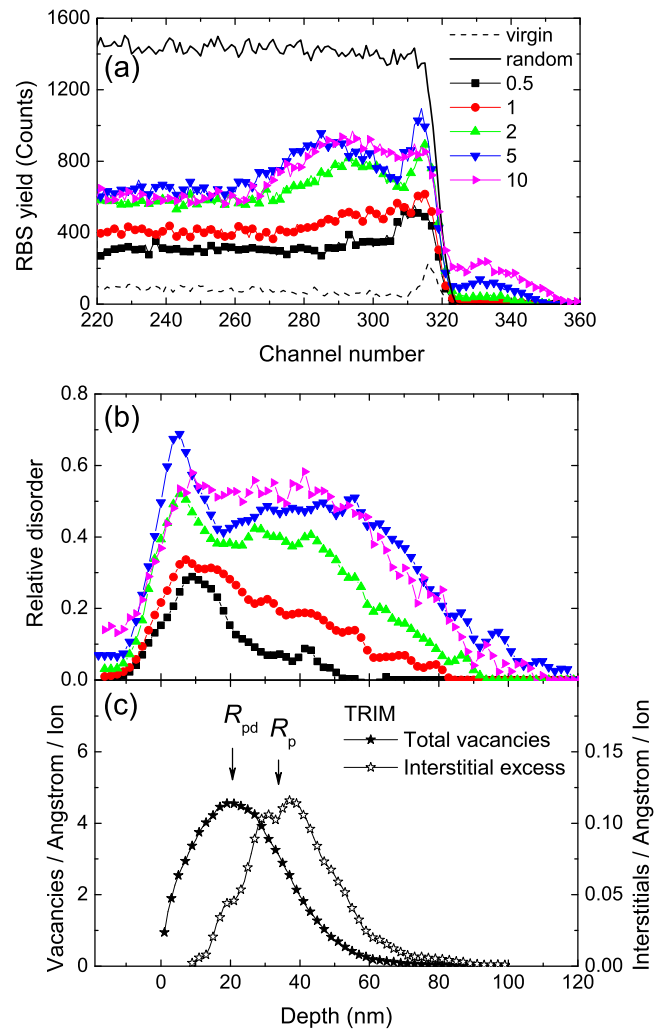 1600
1200
800
400
0
RBS yield (Counts)
(a)
virgin
random
0.5
1
2
5
10
220 240 260 280 300 320 340 360
Channel number
0.8
0.6
0.4
0.2
0.0
Relative disorder
(b)
(c)
6
4
2
0
Vacancies / Angstrom / Ion
Rpd
Rp
TRIM
Total vacancies
Interstitial excess
0.15
0.10
0.05
0.00
Interstitials / Angstrom / Ion
0 20 40 60 80 100 120
Depth (nm)